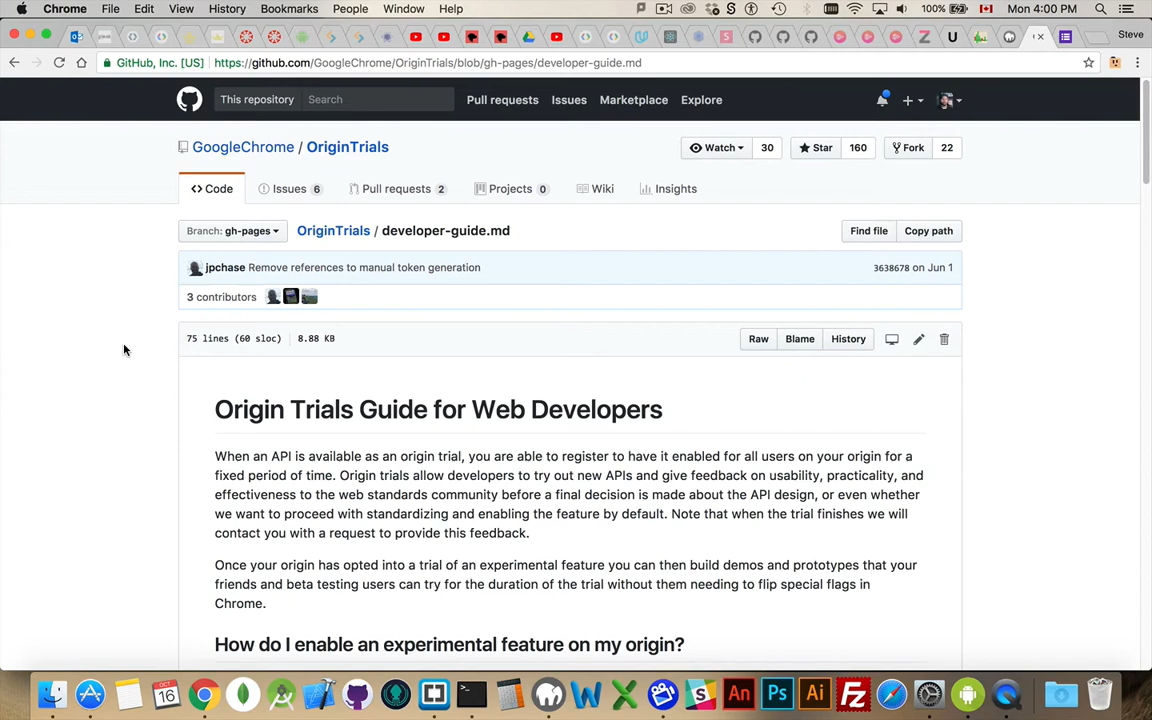 Chrome File Edit View History Bookmarks People Window Help 100% Mon 4:00 PM
Steve
GitHub, Inc. [US] https://github.com/GoogleChrome/OriginTrials/blob/gh-pages/developer-guide.md
This repository Search Pull requests Issues Marketplace Explore
GoogleChrome / OriginTrials Watch 30 Star 160 Fork 22
Code Issues 6 Pull requests 2 Projects 0 Wiki Insights
Branch: gh-pages OriginTrials / developer-guide.md Find file Copy path
jpchase Remove references to manual token generation 3638678 on Jun 1
3 contributors
75 lines (60 sloc) 8.88 KB Raw Blame History
Origin Trials Guide for Web Developers
When an API is available as an origin trial, you are able to register to have it enabled for all users on your origin for a
fixed period of time. Origin trials allow developers to try out new APIs and give feedback on usability, practicality, and
effectiveness to the web standards community before a final decision is made about the API design, or even whether
we want to proceed with standardizing and enabling the feature by default. Note that when the trial finishes we will
contact you with a request to provide this feedback.
Once your origin has opted into a trial of an experimental feature you can then build demos and prototypes that your
friends and beta testing users can try for the duration of the trial without them needing to flip special flags in
Chrome.
How do I enable an experimental feature on my origin?
OCT
16
An Ps Ai Fz